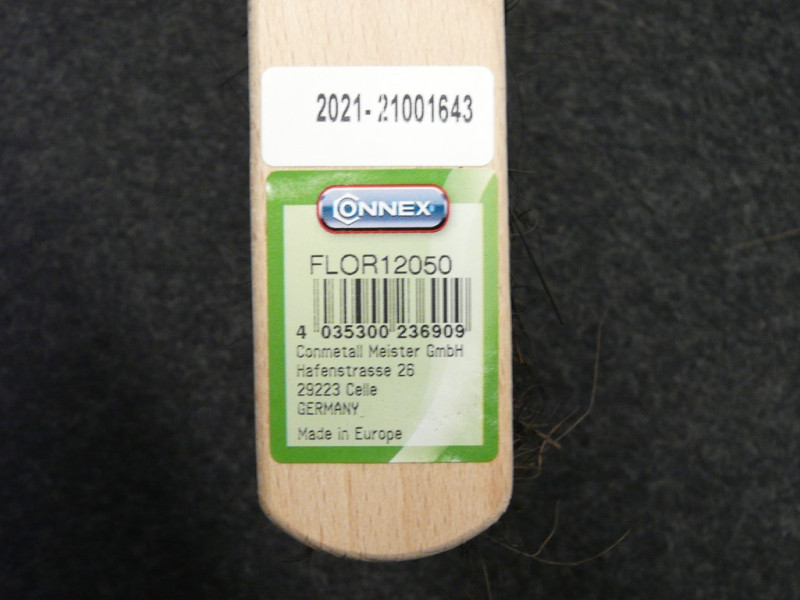 2021-21001643
CONNEX
FLOR12050
4 035300 236909
Conmetall Meister GmbH
Hafenstrasse 26
29223 Celle
GERMANY
Made in Europe